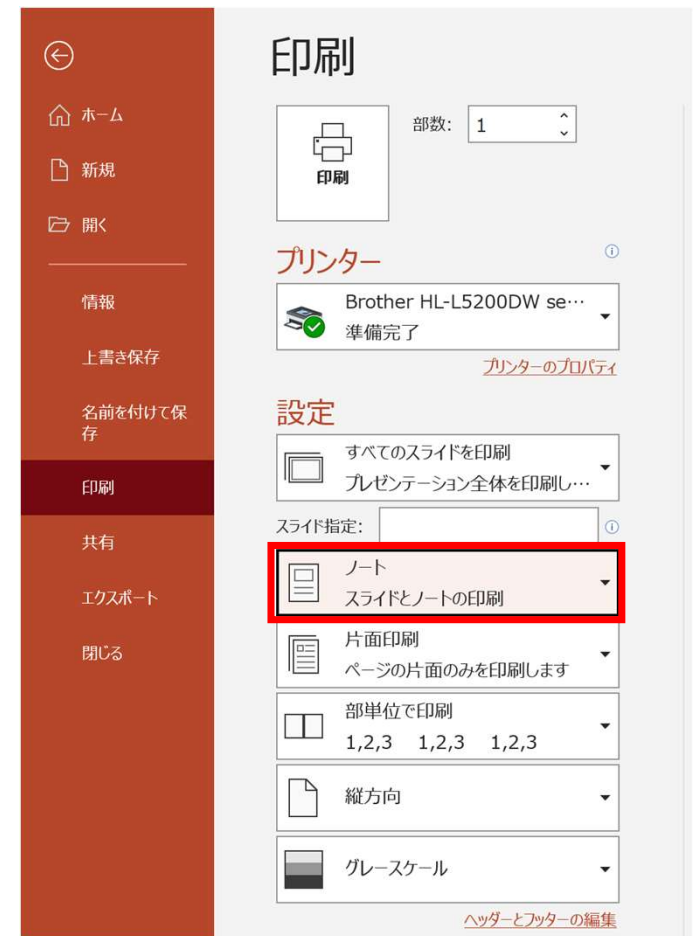 印刷
ホーム
新規
開く
情報
上書き保存
名前を付けて保
存
印刷
共有
エクスポート
閉じる
印刷
部数: 1
プリンター
Brother HL-L5200DW se…
準備完了
プリンターのプロパティ
設定
すべてのスライドを印刷
プレゼンテーション全体を印刷し…
スライド指定:
ノート
スライドとノートの印刷
片面印刷
ページの片面のみを印刷します
部単位で印刷
1,2,3 1,2,3 1,2,3
縦方向
グレースケール
ヘッダーとフッターの編集